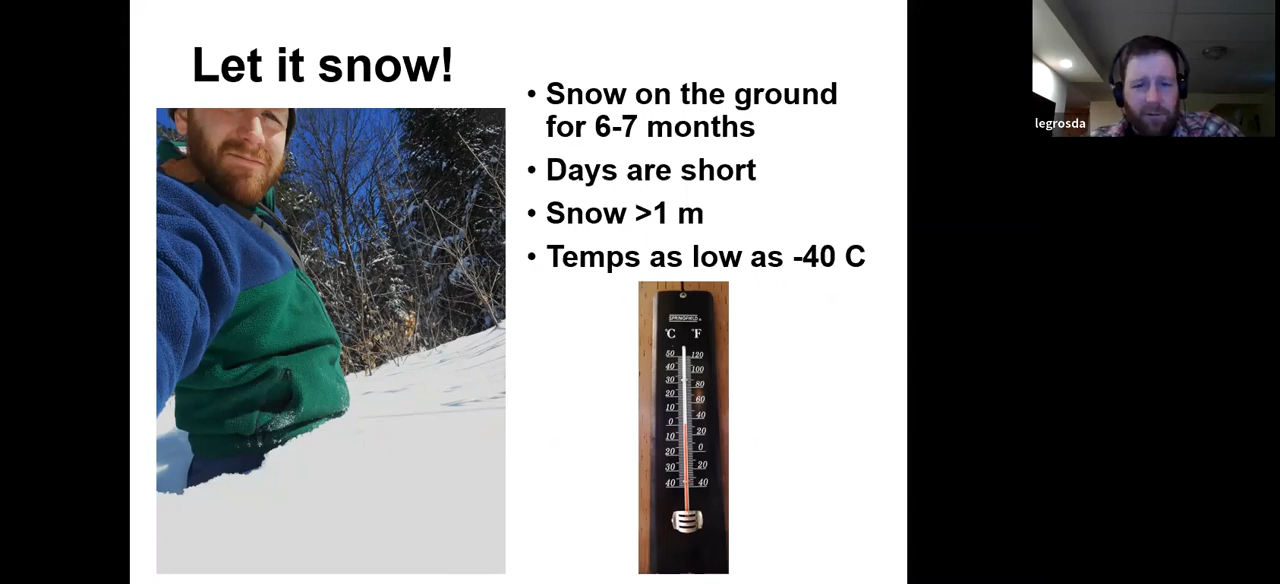 Let it snow!
• Snow on the ground
for 6-7 months
• Days are short
• Snow >1 m
• Temps as low as -40 C
legrosda
SPRINGFIELD
°C °F
50 120
40 100
30 80
20 60
10 40
0 20
10 0
20 20
30 40
40